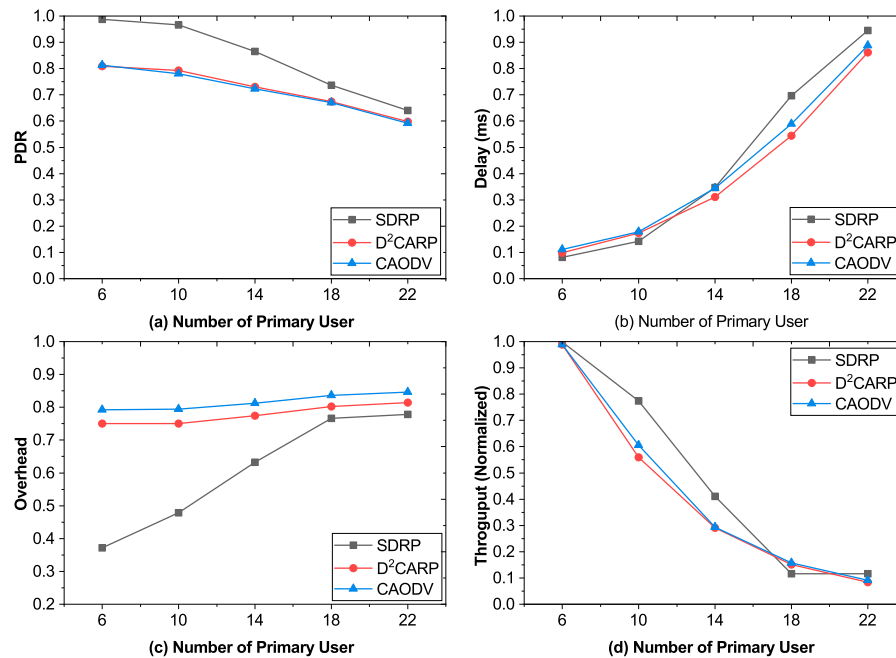 1.0
0.9
0.8
0.7
0.6
0.5
0.4
0.3
0.2
0.1
0.0
PDR
SDRP
D²CARP
CAODV
6 10 14 18 22
(a) Number of Primary User
1.0
0.9
0.8
0.7
0.6
0.5
0.4
0.3
0.2
0.1
0.0
Delay (ms)
SDRP
D²CARP
CAODV
6 10 14 18 22
(b) Number of Primary User
1.0
0.9
0.8
0.7
0.6
0.5
0.4
0.3
0.2
Overhead
SDRP
D²CARP
CAODV
6 10 14 18 22
(c) Number of Primary User
1.0
0.9
0.8
0.7
0.6
0.5
0.4
0.3
0.2
0.1
0.0
Throguput (Normalized)
SDRP
D²CARP
CAODV
6 10 14 18 22
(d) Number of Primary User